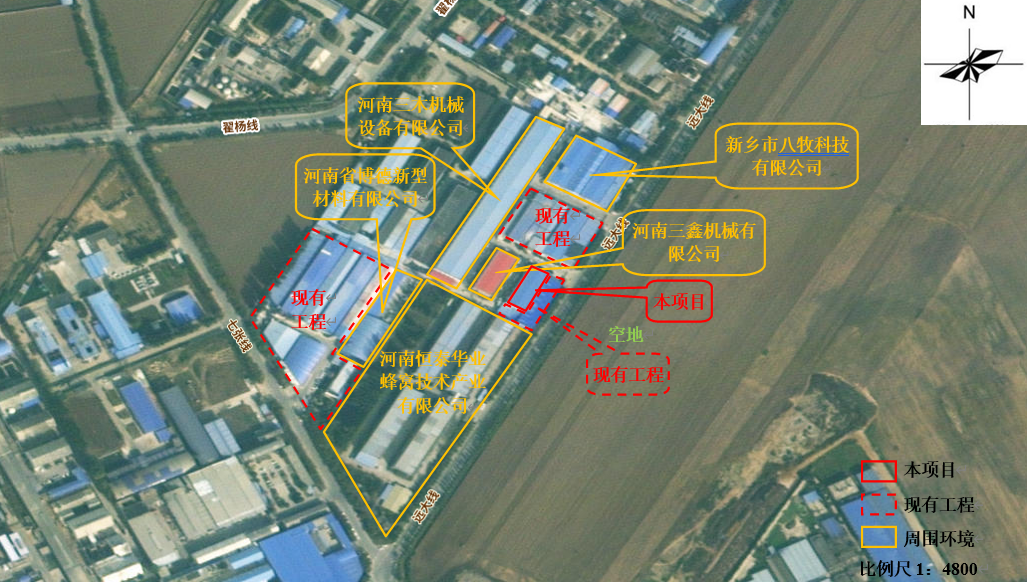 N
翟
翟杨线
远大线
河南三木机械
设备有限公司
新乡市八牧科技
有限公司
河南省博德新型
材料有限公司
现有
工程
远大线
河南三鑫机械有
限公司
现有
工程
本项目
七张线
空地
河南恒泰华业
蜂窝技术产业
有限公司
现有工程
远大线
本项目
现有工程
周围环境
比例尺 1：4800